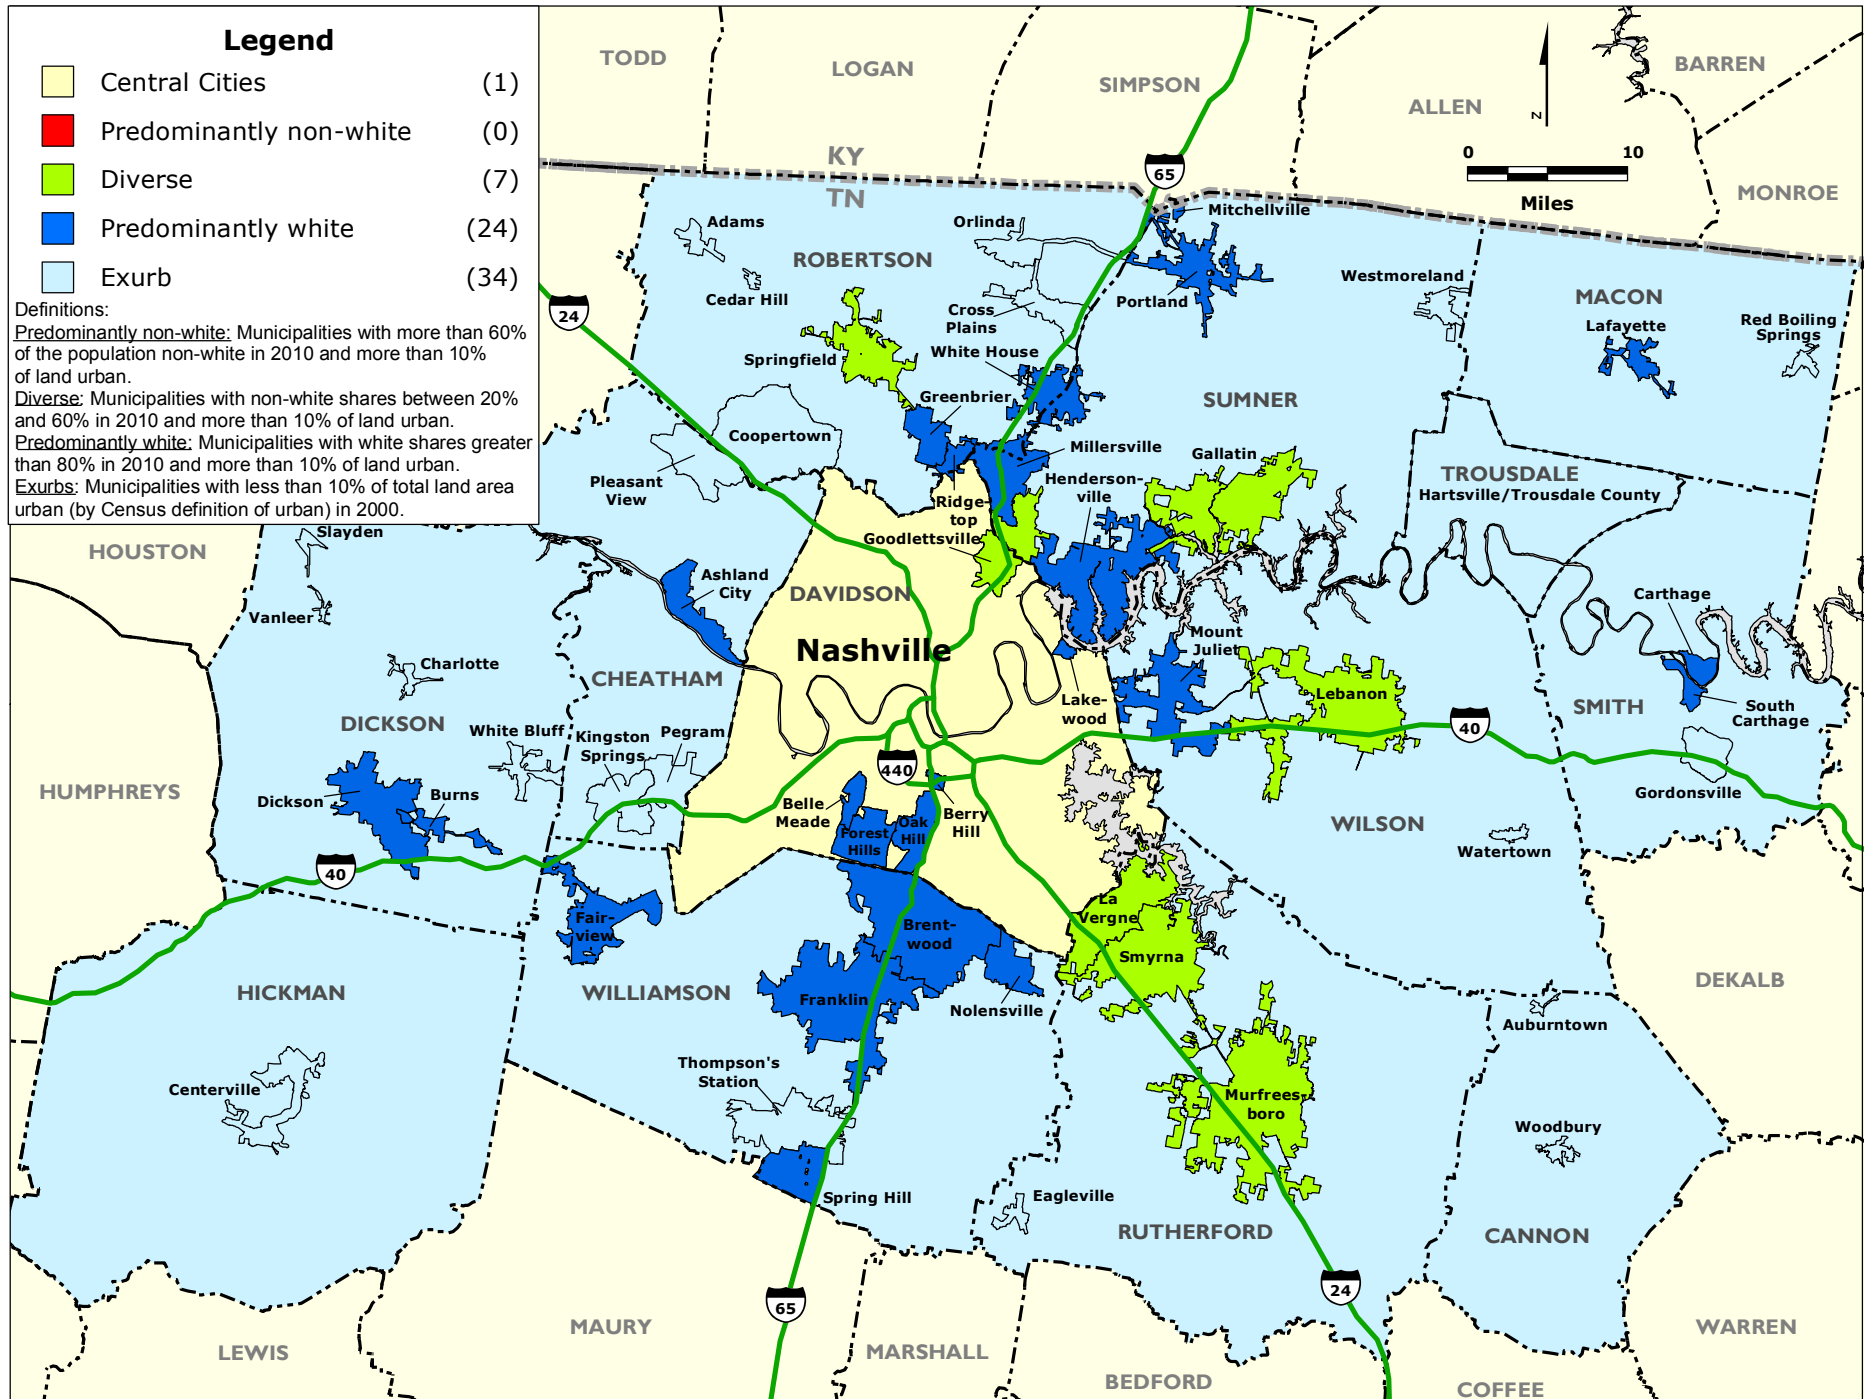 Legend
Central Cities (1)
Predominantly non-white (0)
Diverse (7)
Predominantly white (24)
Exurb (34)
Definitions:
Predominantly non-white: Municipalities with more than 60%
of the population non-white in 2010 and more than 10%
of land urban.
Diverse: Municipalities with non-white shares between 20%
and 60% in 2010 and more than 10% of land urban.
Predominantly white: Municipalities with white shares greater
than 80% in 2010 and more than 10% of land urban.
Exurbs: Municipalities with less than 10% of total land area
urban (by Census definition of urban) in 2000.
TODD
LOGAN
SIMPSON
ALLEN
BARREN
MONROE
N
0 10
Miles
KY
TN
65
24
Adams
Orlinda
Mitchellville
ROBERTSON
Cedar Hill
Cross
Plains
Portland
Westmoreland
MACON
Lafayette
Red Boiling
Springs
Springfield
White House
Greenbrier
SUMNER
Coopertown
Millersville
Gallatin
Pleasant
View
Henderson-
ville
TROUSDALE
Hartsville/Trousdale County
Ridge-
top
Goodlettsville
HOUSTON
Slayden
Ashland
City
DAVIDSON
Vanleer
Carthage
Nashville
Mount
Juliet
Charlotte
CHEATHAM
Lebanon
DICKSON
Lake-
wood
SMITH
South
Carthage
White Bluff
Kingston
Springs
Pegram
40
440
HUMPHREYS
Dickson
Burns
Belle
Meade
Forest
Hills
Oak
Hill
Berry
Hill
Gordonsville
WILSON
Watertown
40
Fair-
view
Brent-
wood
La
Vergne
Smyrna
HICKMAN
WILLIAMSON
Franklin
Nolensville
DEKALB
Auburntown
Thompson's
Station
Centerville
Murfrees-
boro
Woodbury
Spring Hill
Eagleville
RUTHERFORD
CANNON
65
24
LEWIS
MAURY
MARSHALL
BEDFORD
COFFEE
WARREN